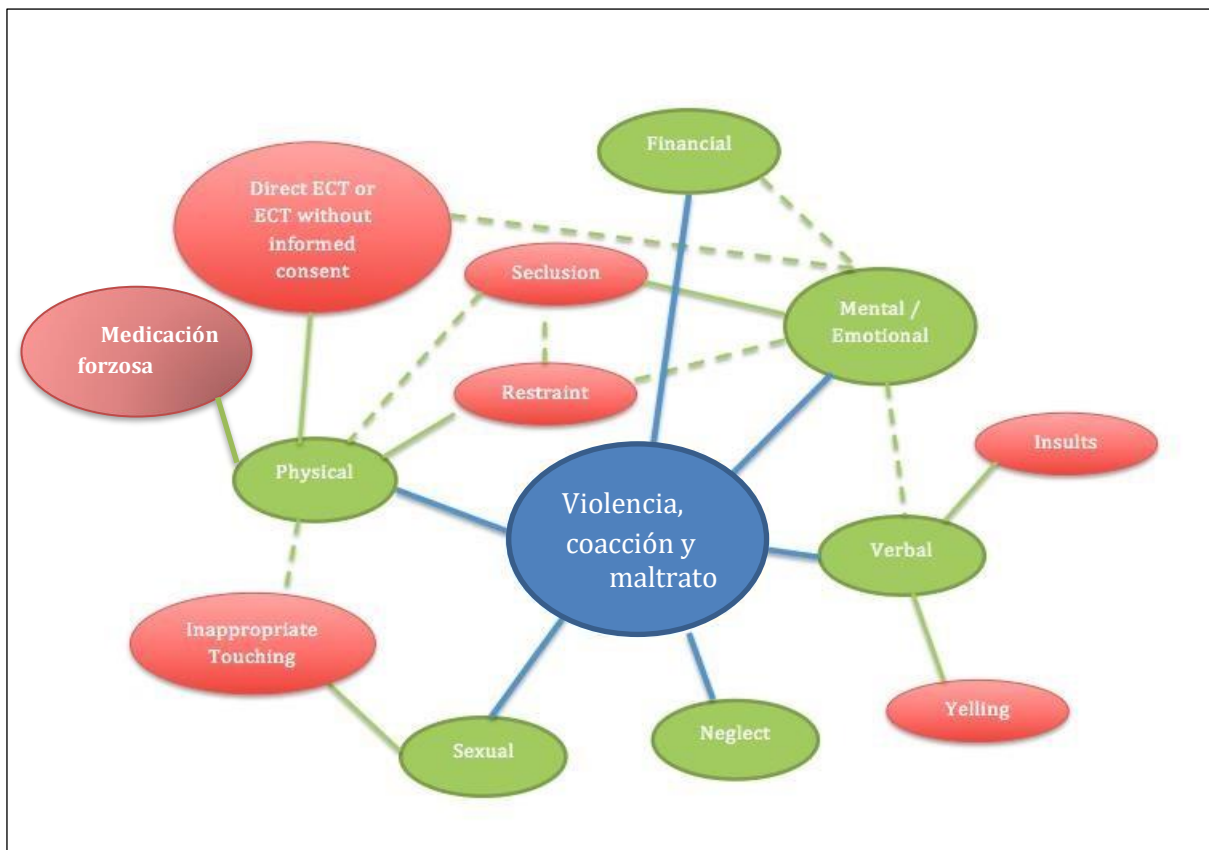 Financial
Direct ECT or
ECT without
informed
consent
Seclusion
Mental /
Emotional
Medicación
forzosa
Restraint
Insults
Physical
Violencia,
coacción y
maltrato
Verbal
Inappropriate
Touching
Yelling
Neglect
Sexual